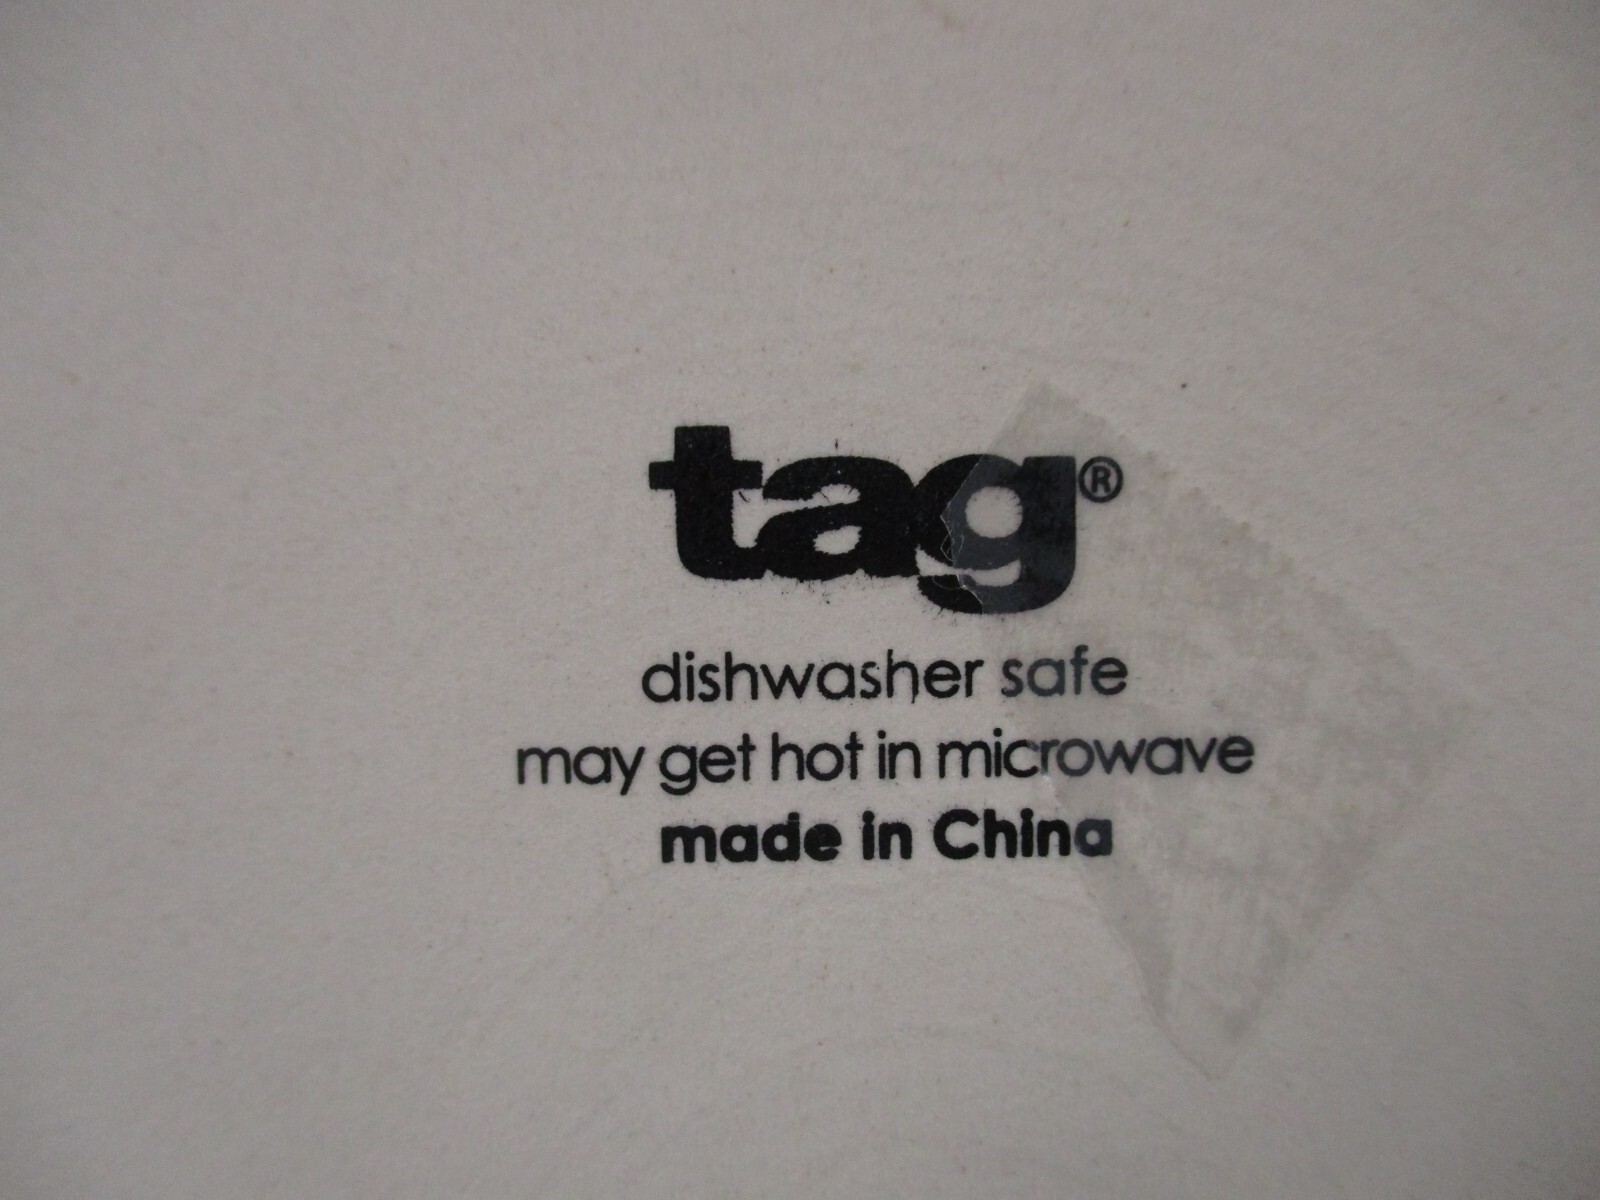 tag®
dishwasher safe
may get hot in microwave
made in China